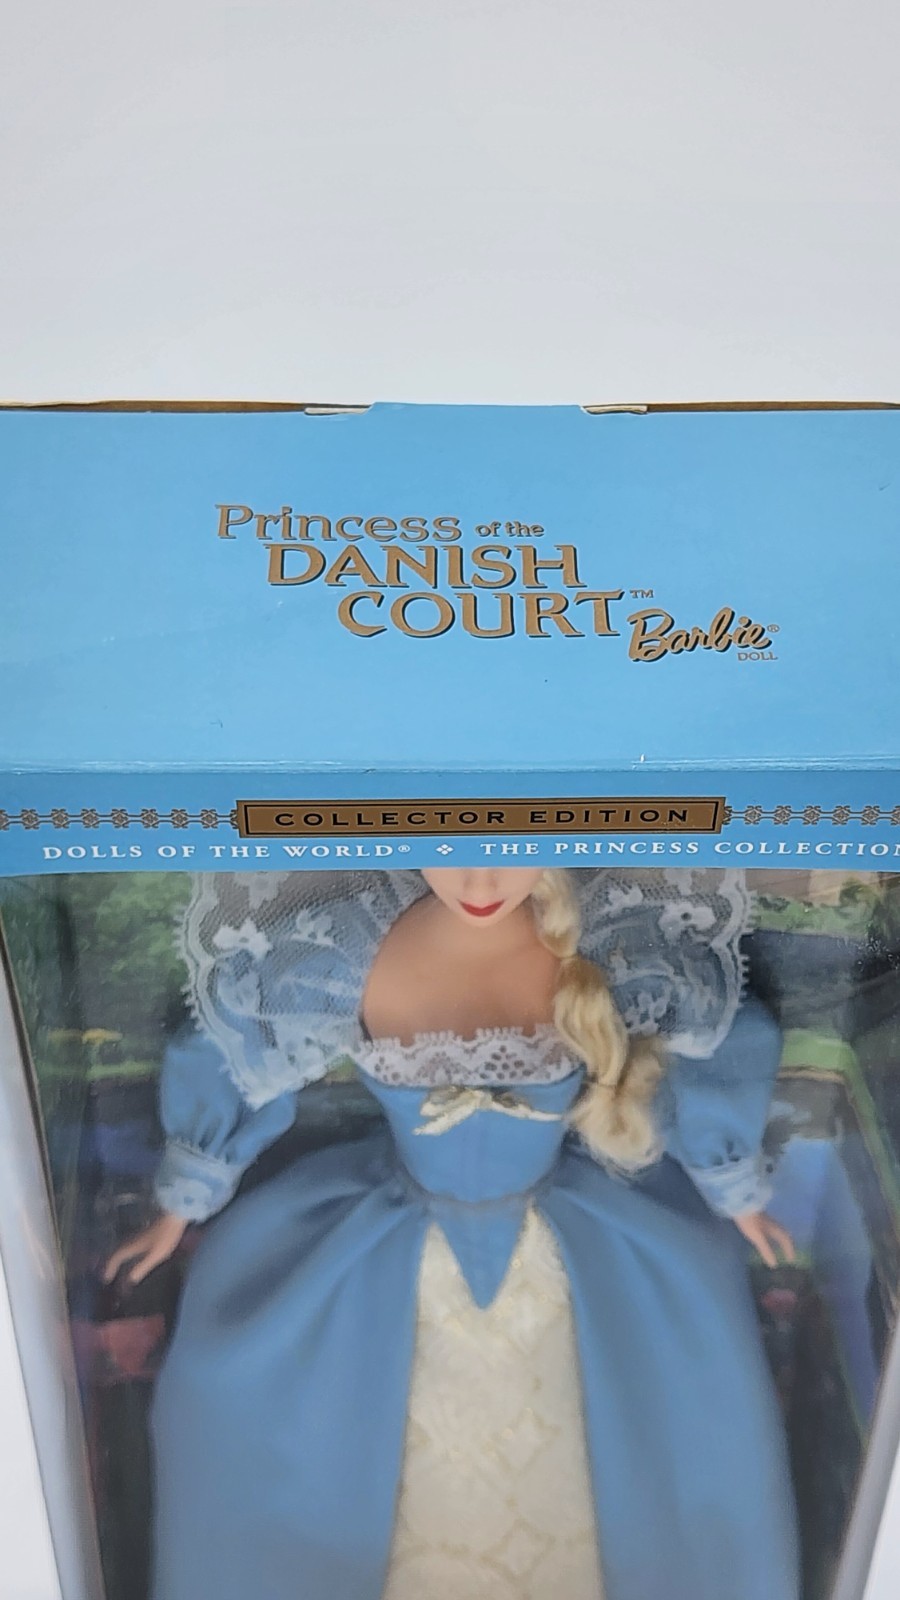 Princess of the
DANISH
COURT™
Barbie®
DOLL
COLLECTOR EDITION
DOLLS OF THE WORLD® ❖ THE PRINCESS COLLECTION